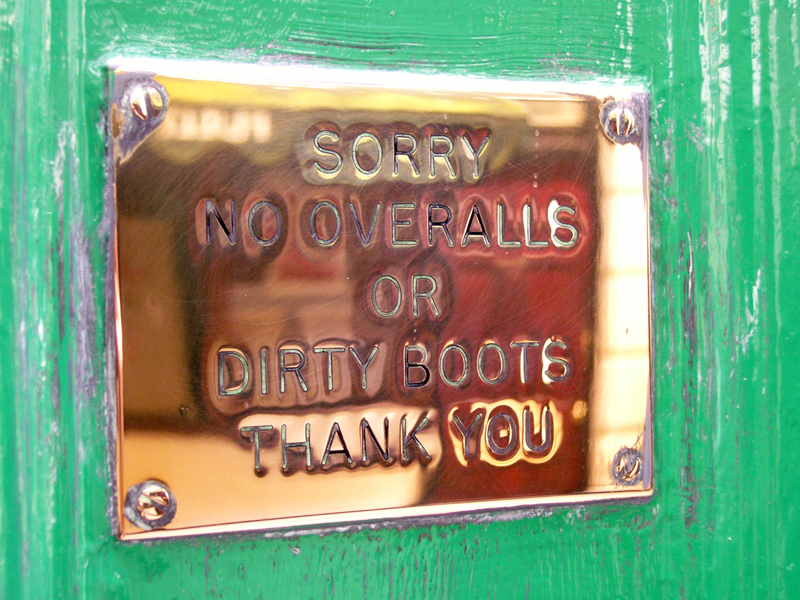 SORRY
NO OVERALLS
OR
DIRTY BOOTS
THANK YOU